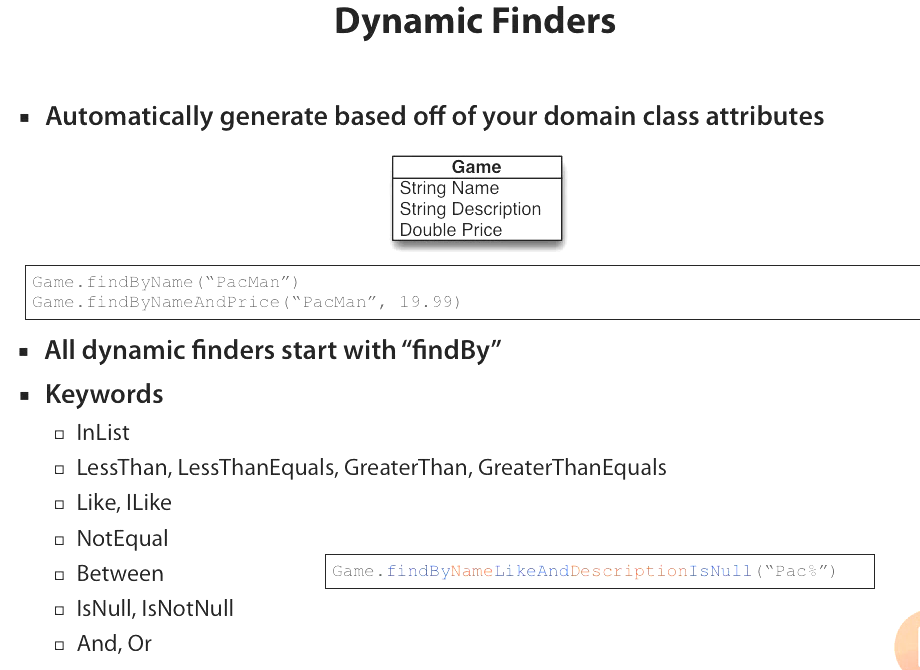 Dynamic Finders
▪ Automatically generate based off of your domain class attributes
Game
String Name
String Description
Double Price
Game.findByName(“PacMan”)
Game.findByNameAndPrice(“PacMan”, 19.99)
▪ All dynamic finders start with “findBy”
▪ Keywords
▫ InList
▫ LessThan, LessThanEquals, GreaterThan, GreaterThanEquals
▫ Like, ILike
▫ NotEqual
▫ Between
Game.findByNameLikeAndDescriptionIsNull(“Pac%”)
▫ IsNull, IsNotNull
▫ And, Or